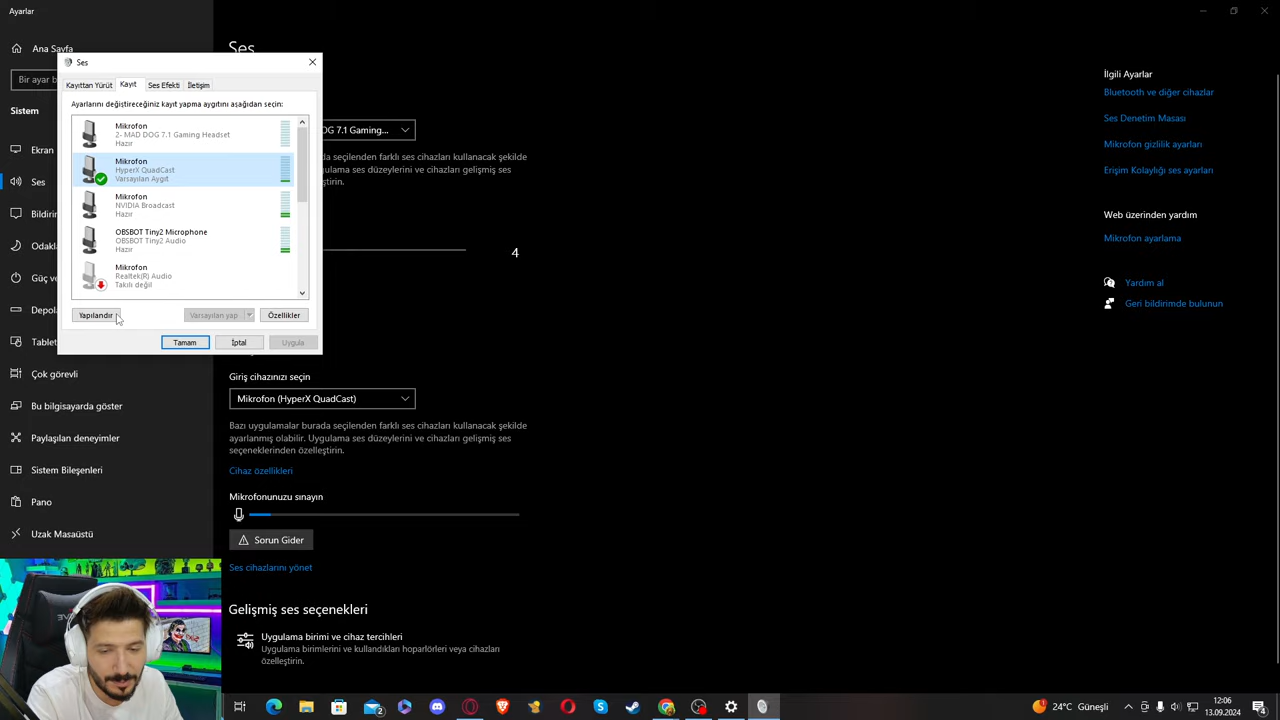 Ayarlar
Ana Sayfa
Bir ayar b
Sistem
Ekran
Ses
Bildirin
Odakla
Güç ve
Depola
Tablet
Çok görevli
Bu bilgisayarda göster
Paylaşılan deneyimler
Sistem Bileşenleri
Pano
Uzak Masaüstü
Ses
Kayıttan Yürüt
Kayıt
Ses Efekti
İletişim
Ayarlarını değiştireceğiniz kayıt yapma aygıtını aşağıdan seçin:
Mikrofon
2- MAD DOG 7.1 Gaming Headset
Hazır
Mikrofon
HyperX QuadCast
Varsayılan Aygıt
Mikrofon
NVIDIA Broadcast
Hazır
OBSBOT Tiny2 Microphone
OBSBOT Tiny2 Audio
Hazır
Mikrofon
Realtek(R) Audio
Takılı değil
Yapılandır
Varsayılan yap
Özellikler
Tamam
İptal
Uygula
OG 7.1 Gaming...
da seçilenden farklı ses cihazları kullanacak şekilde
ulama ses düzeylerini ve cihazları gelişmiş ses
ştirin.
4
Giriş cihazınızı seçin
Mikrofon (HyperX QuadCast)
Bazı uygulamalar burada seçilenden farklı ses cihazları kullanacak şekilde
ayarlanmış olabilir. Uygulama ses düzeylerini ve cihazları gelişmiş ses
seçeneklerinden özelleştirin.
Cihaz özellikleri
Mikrofonunuzu sınayın
Sorun Gider
Ses cihazlarını yönet
Gelişmiş ses seçenekleri
Uygulama birimi ve cihaz tercihleri
Uygulama birimlerini ve kullandıkları hoparlörleri veya cihazları
özelleştirin.
İlgili Ayarlar
Bluetooth ve diğer cihazlar
Ses Denetim Masası
Mikrofon gizlilik ayarları
Erişim Kolaylığı ses ayarları
Web üzerinden yardım
Mikrofon ayarlama
Yardım al
Geri bildirimde bulunun
24°C Güneşli
12:06
13.09.2024